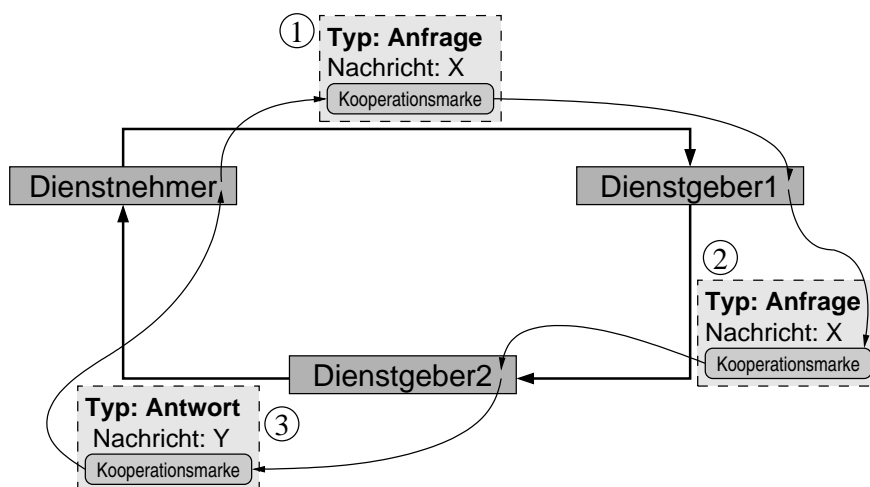 1
Typ: Anfrage
Nachricht: X
Kooperationsmarke
Dienstnehmer
Dienstgeber1
2
Typ: Anfrage
Nachricht: X
Kooperationsmarke
Dienstgeber2
Typ: Antwort
3
Nachricht: Y
Kooperationsmarke